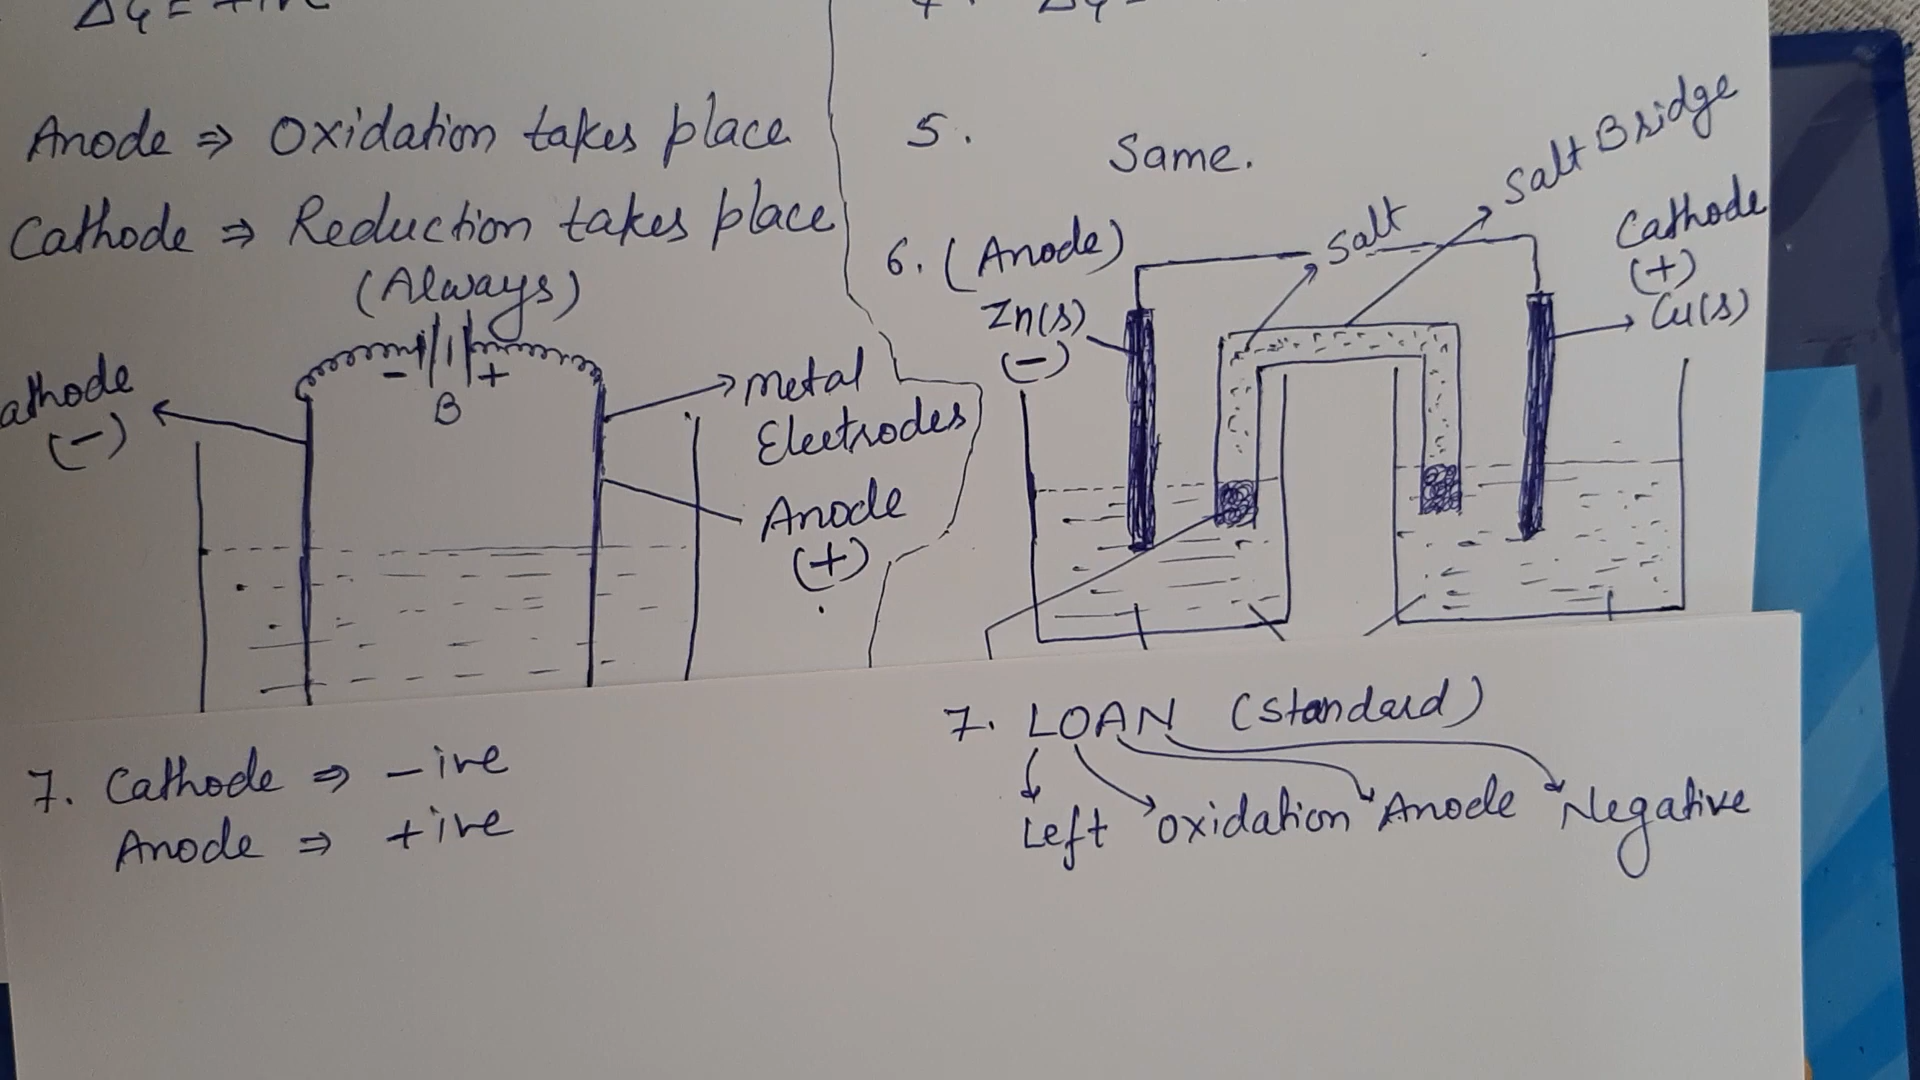 Anode ⇒ Oxidation takes place
Cathode ⇒ Reduction takes place
(Always)
athode
(-)
- +
B
Metal
Electrodes
Anode
(+)
7. Cathode ⇒ -ive
Anode ⇒ +ive
5. Same.
Salt Bridge
Salt
6. (Anode)
Zn(s)
(-)
Cathode
(+)
Cu(s)
7. LOAN (Standard)
Left Oxidation Anode Negative